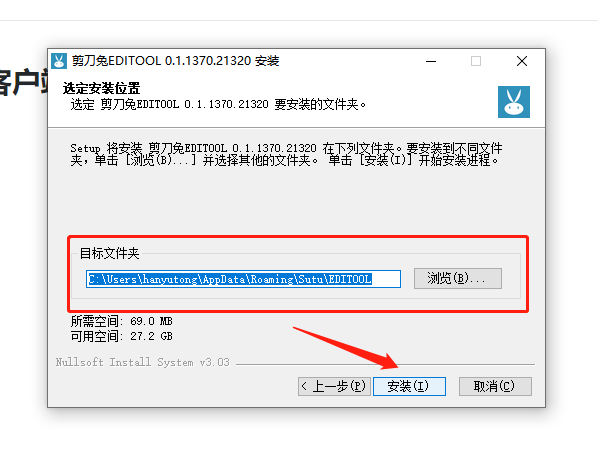 剪刀兔EDITOOL 0.1.1370.21320 安装
客户端
选定安装位置
选定 剪刀兔EDITOOL 0.1.1370.21320 要安装的文件夹。
Setup 将安装 剪刀兔EDITOOL 0.1.1370.21320 在下列文件夹。要安装到不同文件
夹，单击 [浏览(B)...] 并选择其他的文件夹。 单击 [安装(I)] 开始安装进程。
目标文件夹
C:\Users\hanyutong\AppData\Roaming\Sutu\EDITOOL
浏览(B)...
所需空间: 69.0 MB
可用空间: 27.2 GB
Nullsoft Install System v3.03
< 上一步(P)
安装(I)
取消(C)